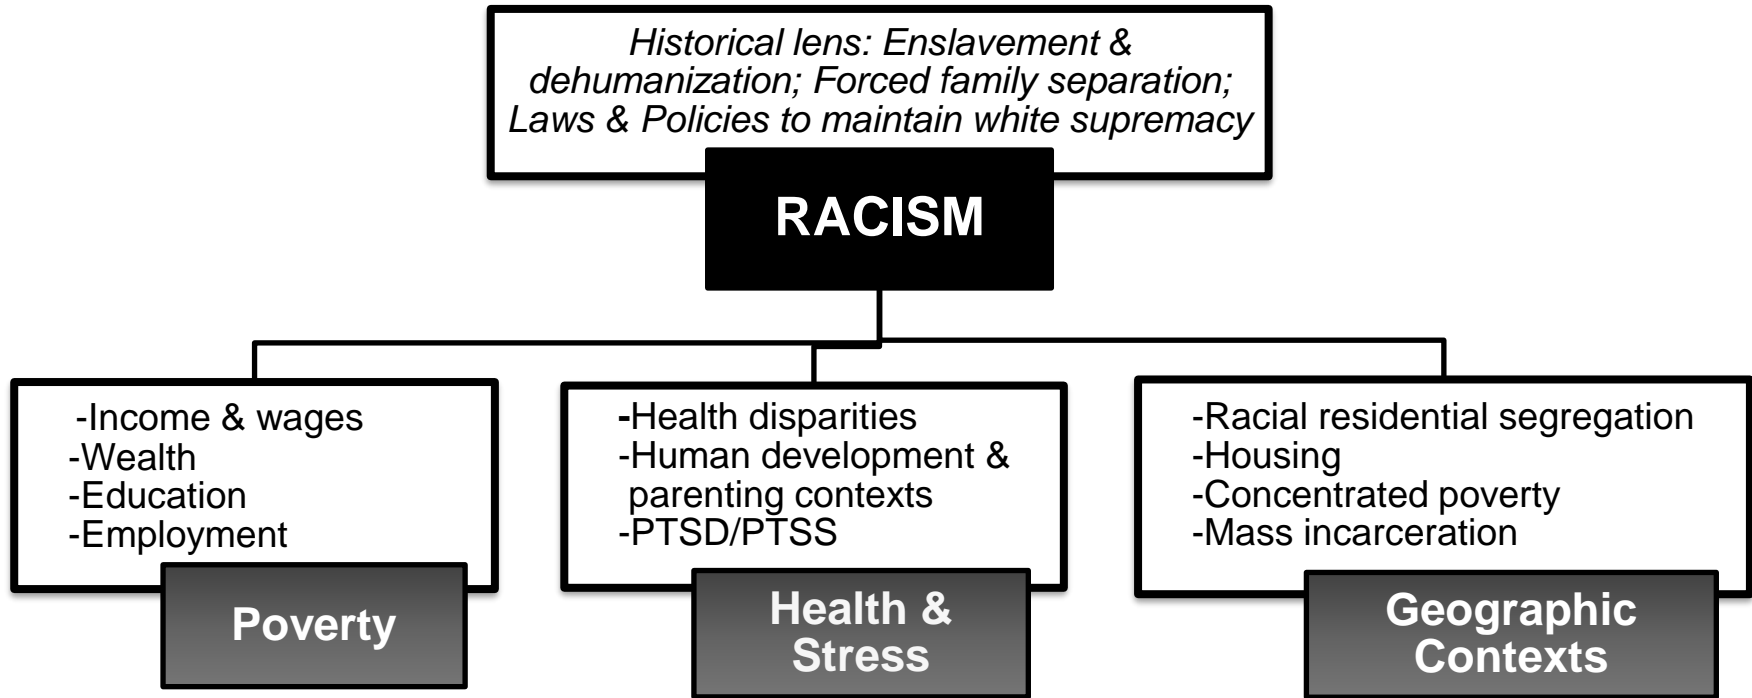 Historical lens: Enslavement &
dehumanization; Forced family separation;
Laws & Policies to maintain white supremacy
RACISM
-Income & wages
-Wealth
-Education
-Employment
Poverty
-Health disparities
-Human development &
parenting contexts
-PTSD/PTSS
Health &
Stress
-Racial residential segregation
-Housing
-Concentrated poverty
-Mass incarceration
Geographic
Contexts